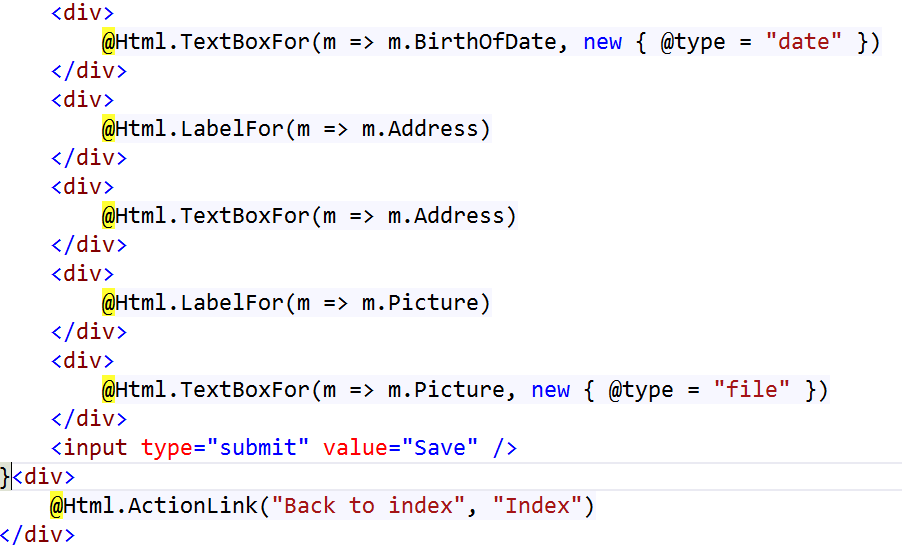 <div>
@Html.TextBoxFor(m => m.BirthOfDate, new { @type = "date" })
</div>
<div>
@Html.LabelFor(m => m.Address)
</div>
<div>
@Html.TextBoxFor(m => m.Address)
</div>
<div>
@Html.LabelFor(m => m.Picture)
</div>
<div>
@Html.TextBoxFor(m => m.Picture, new { @type = "file" })
</div>
<input type="submit" value="Save" />
}<div>
@Html.ActionLink("Back to index", "Index")
</div>